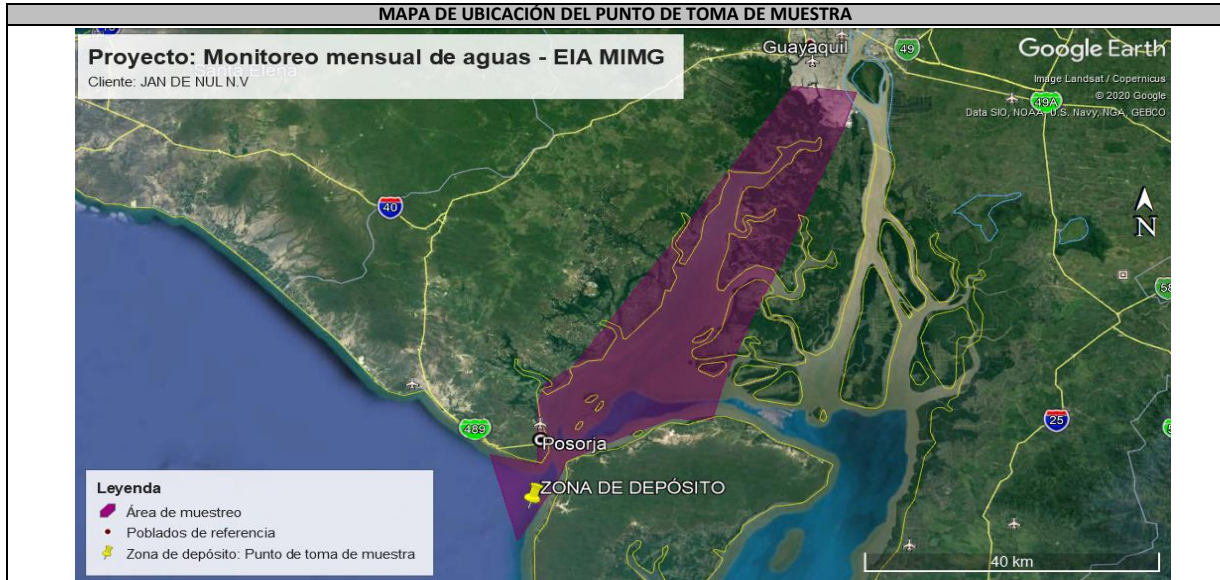 MAPA DE UBICACIÓN DEL PUNTO DE TOMA DE MUESTRA
Proyecto: Monitoreo mensual de aguas - EIA MIMG
Cliente: JAN DE NUL N.V
Guayaquil
49
Google Earth
Image Landsat / Copernicus
© 2020 Google
Data SIO, NOAA, U.S. Navy, NGA, GEBCO
49A
40
N
58
489
Posorja
25
ZONA DE DEPÓSITO
Leyenda
Área de muestreo
Poblados de referencia
Zona de depósito: Punto de toma de muestra
40 km